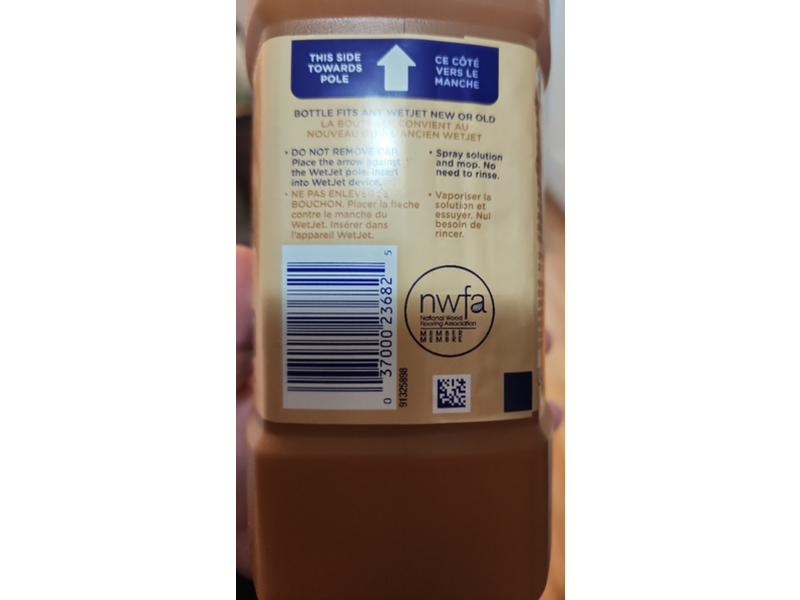 THIS SIDE
TOWARDS
POLE
CE CÔTÉ
VERS LE
MANCHE
BOTTLE FITS ANY WETJET NEW OR OLD
LA CONVIENT AU
NOUVEAU L'ANCIEN WETJET
• DO NOT REMOVE CAP.
Place the arrow against
the WetJet pole. Insert
into WetJet device.
• NE PAS ENLEVER LE
BOUCHON. Placer la flèche
contre le manche du
WetJet. Insérer dans
l'appareil WetJet.
• Spray solution
and mop. No
need to rinse.
• Vaporiser la
solution et
essuyer. Nul
besoin de
rincer.
0 37000 23682 5
91325898
nwfa
National Wood
Flooring Association
MEMBER
MEMBRE